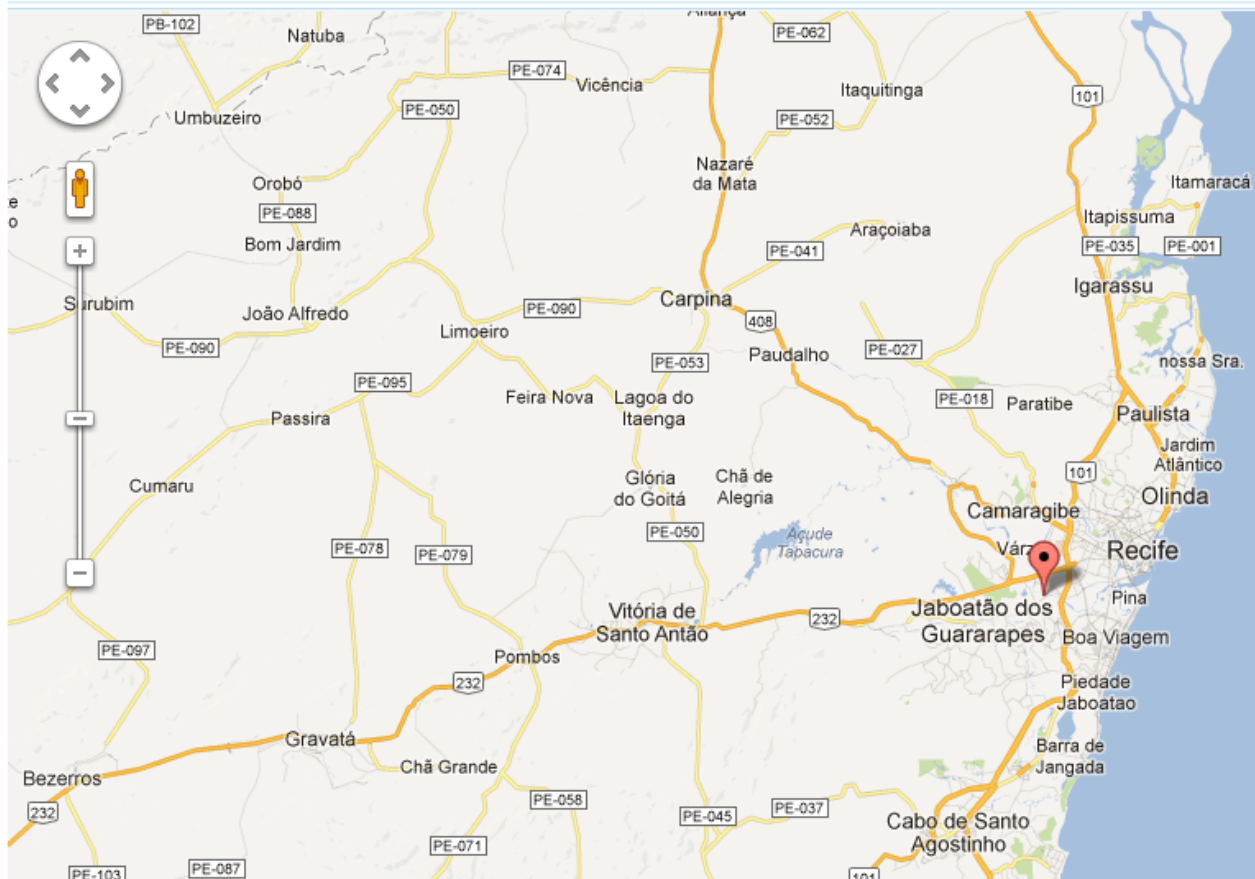 Aliança
PB-102
PE-062
Natuba
PE-074
Vicência
Itaquitinga
101
PE-050
Umbuzeiro
PE-052
Nazaré
da Mata
Orobó
Itamaracá
PE-088
Itapissuma
Araçoiaba
Bom Jardim
PE-041
PE-035
PE-001
Igarassu
Carpina
Surubim
PE-090
João Alfredo
408
Limoeiro
PE-090
PE-027
Paudalho
PE-053
nossa Sra.
PE-095
Feira Nova
Lagoa do
Itaenga
PE-018
Paratibe
Paulista
Passira
Jardim
Atlântico
101
Glória
do Goitá
Chã de
Alegria
Cumaru
Olinda
Camaragibe
PE-050
Açude
Tapacura
PE-078
PE-079
Recife
Pina
Vitória de
Santo Antão
Jaboatão dos
Guararapes
232
Boa Viagem
PE-097
Pombos
232
Piedade
Jaboatao
Gravatá
Barra de
Jangada
Chã Grande
Bezerros
PE-058
PE-037
232
PE-045
Cabo de Santo
Agostinho
PE-071
PE-087
PE-103
101